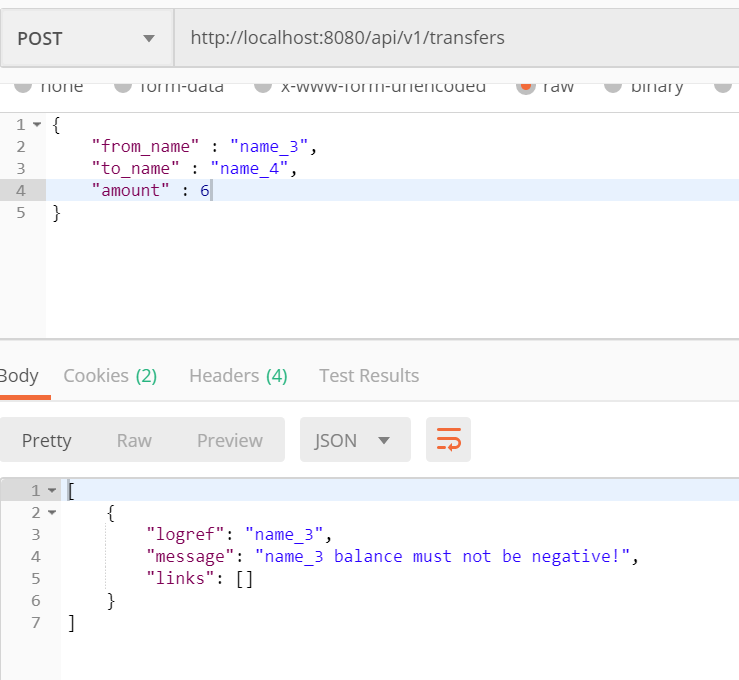 POST http://localhost:8080/api/v1/transfers
none form-data x-www-form-urlencoded raw binary
1 {
2 "from_name" : "name_3",
3 "to_name" : "name_4",
4 "amount" : 6
5 }
Body Cookies (2) Headers (4) Test Results
Pretty Raw Preview JSON
1 [
2 {
3 "logref": "name_3",
4 "message": "name_3 balance must not be negative!",
5 "links": []
6 }
7 ]